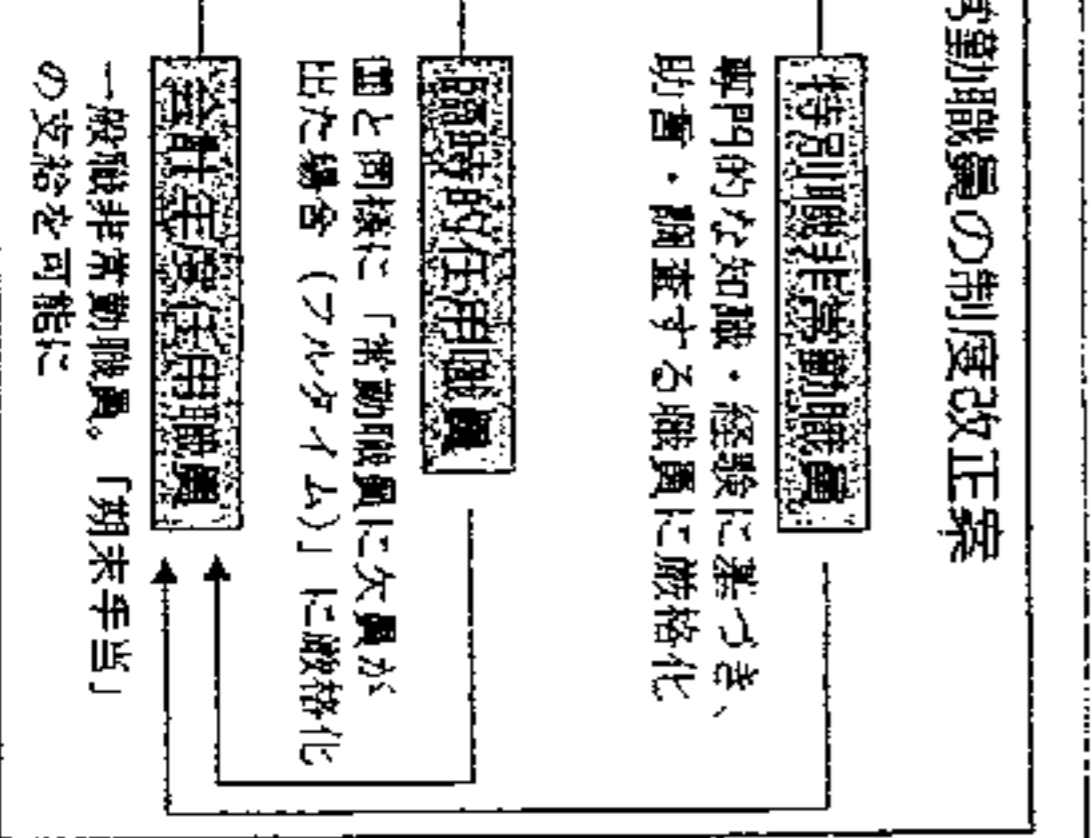 常勤職員の制度改正案
特別職非常勤職員
専門的な知識・経験に基づき、
助言・調査する職員に厳格化
臨時的任用職員
国と同様に「常勤職員に欠員が
出た場合（フルタイム）」に厳格化
会計年度任用職員
一般職非常勤職員。「期末手当」
の支給を可能に